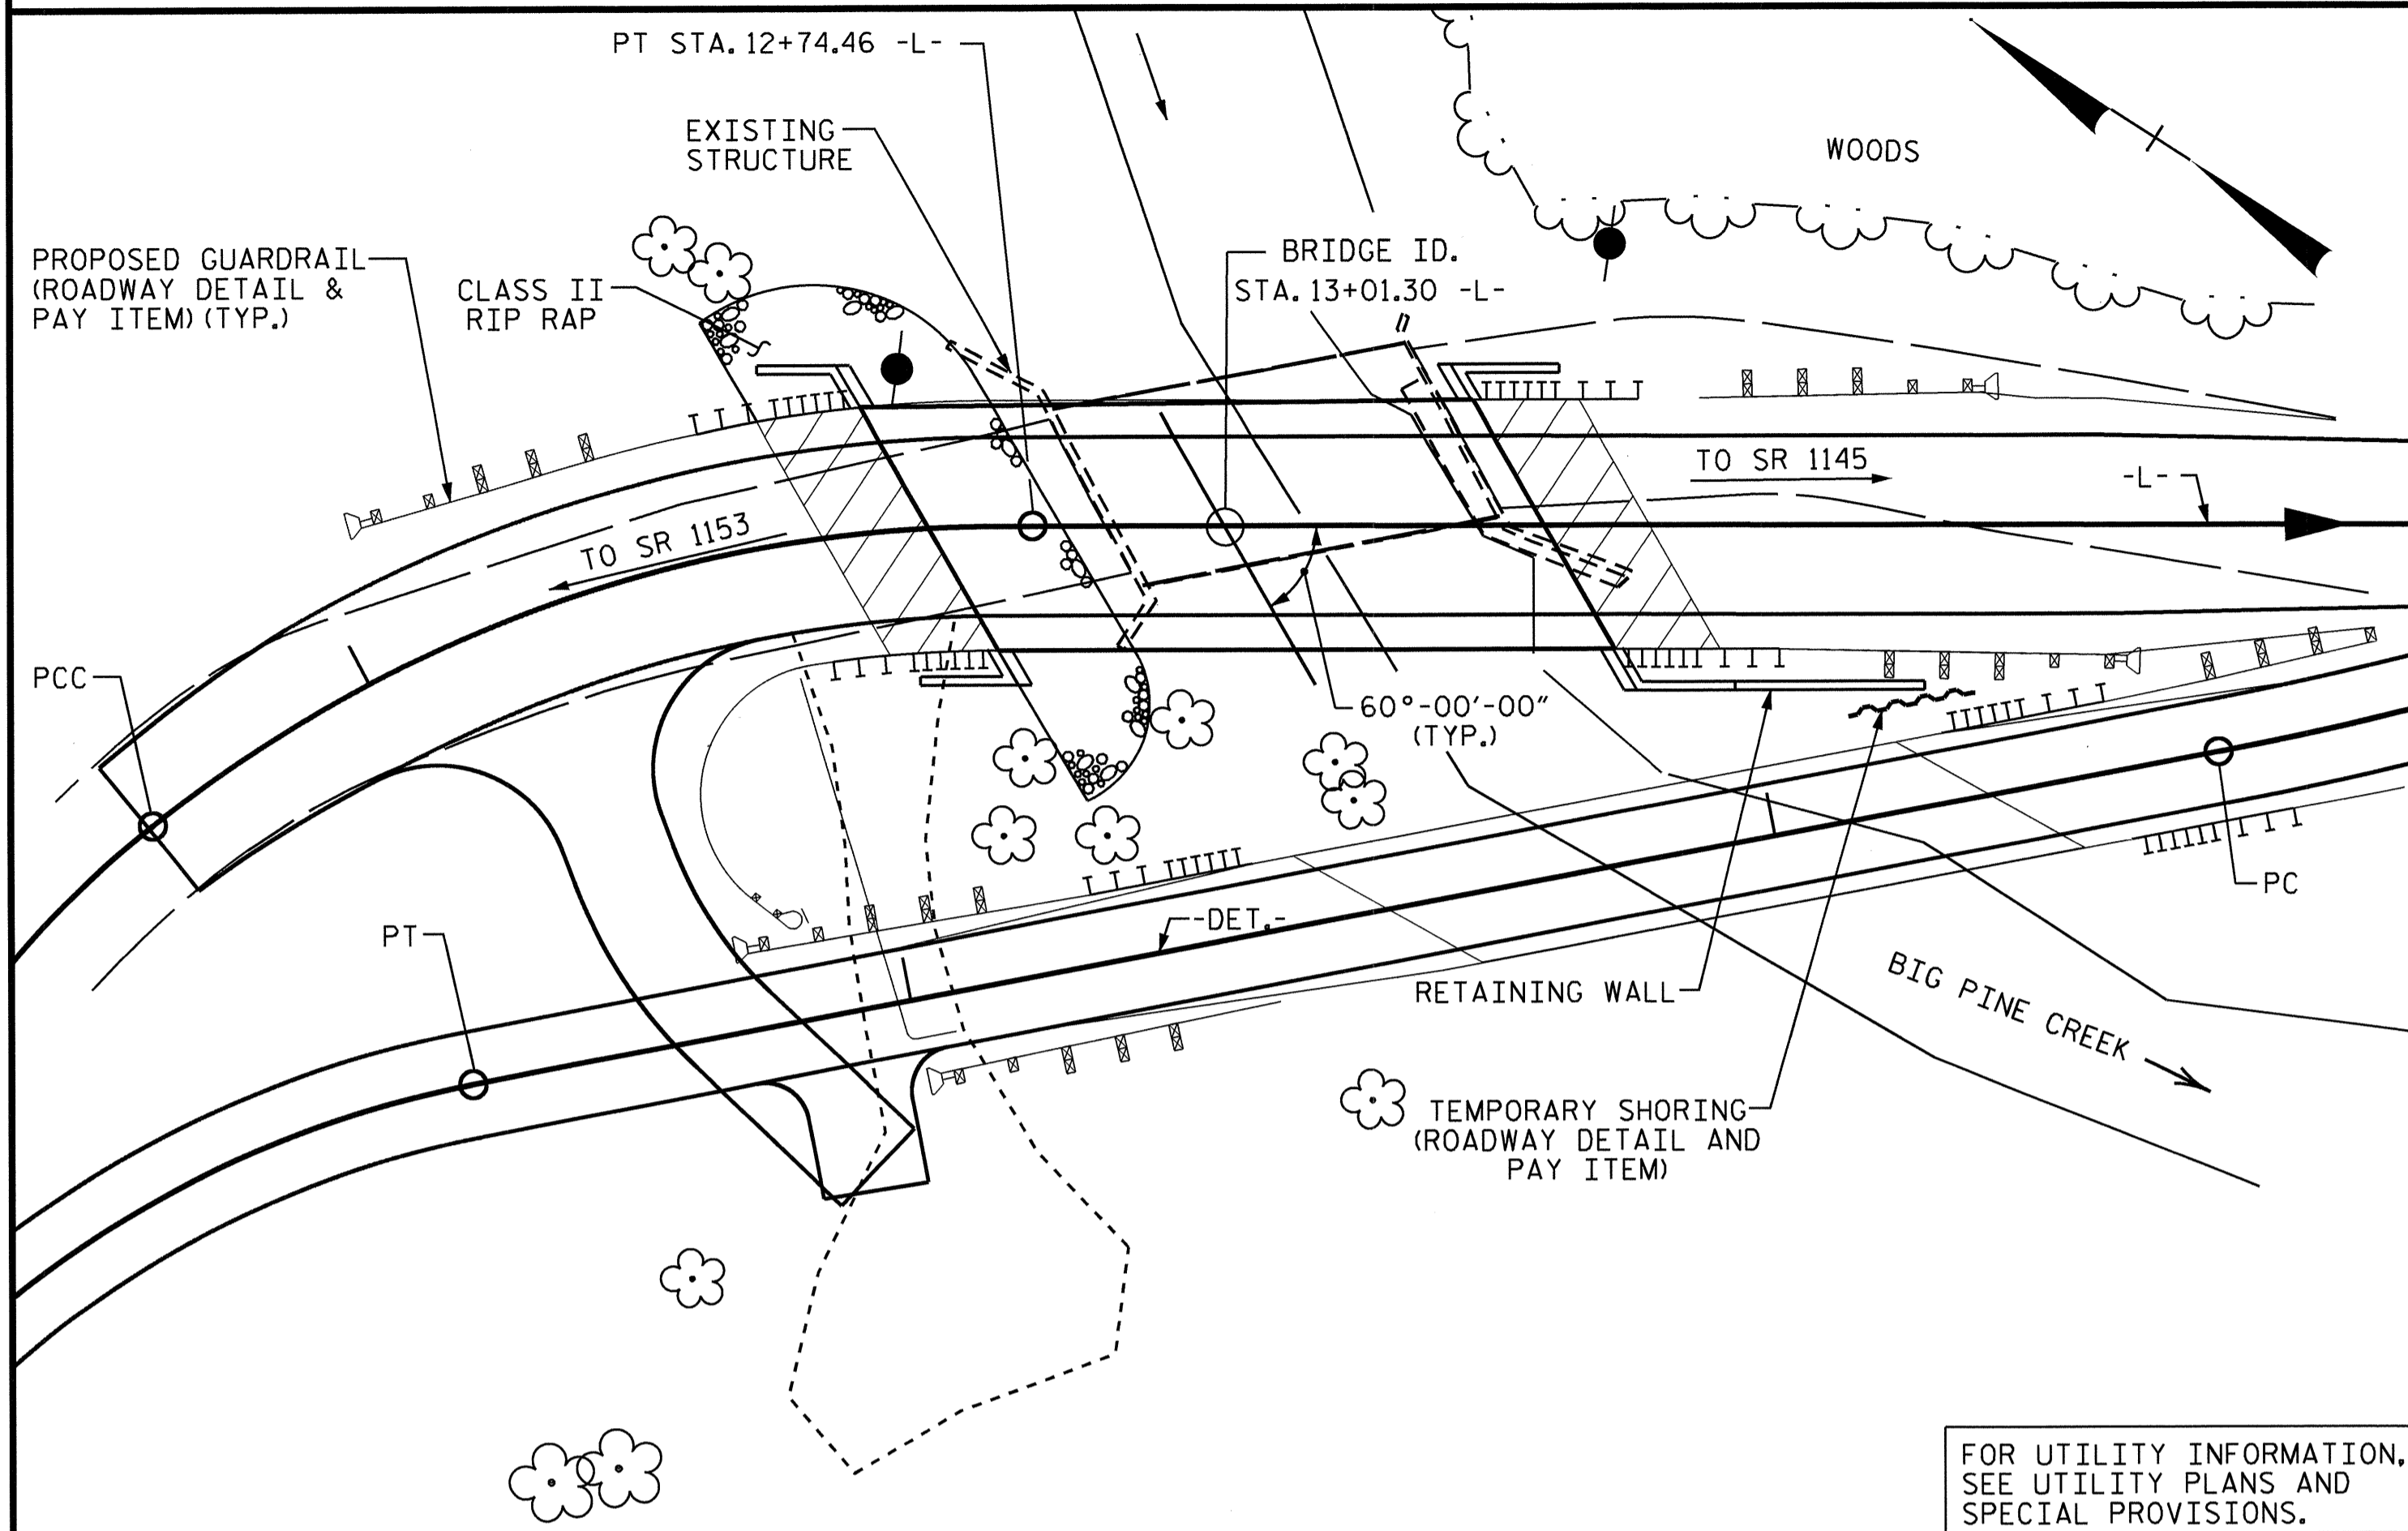 PT STA. 12+74.46 -L-
EXISTING
STRUCTURE
WOODS
PROPOSED GUARDRAIL
(ROADWAY DETAIL &
PAY ITEM) (TYP.)
CLASS II
RIP RAP
BRIDGE ID.
STA. 13+01.30 -L-
TO SR 1145
-L-
TO SR 1153
PCC
60°-00'-00"
(TYP.)
PC
PT
-DET.-
RETAINING WALL
BIG PINE CREEK
TEMPORARY SHORING
(ROADWAY DETAIL AND
PAY ITEM)
FOR UTILITY INFORMATION,
SEE UTILITY PLANS AND
SPECIAL PROVISIONS.